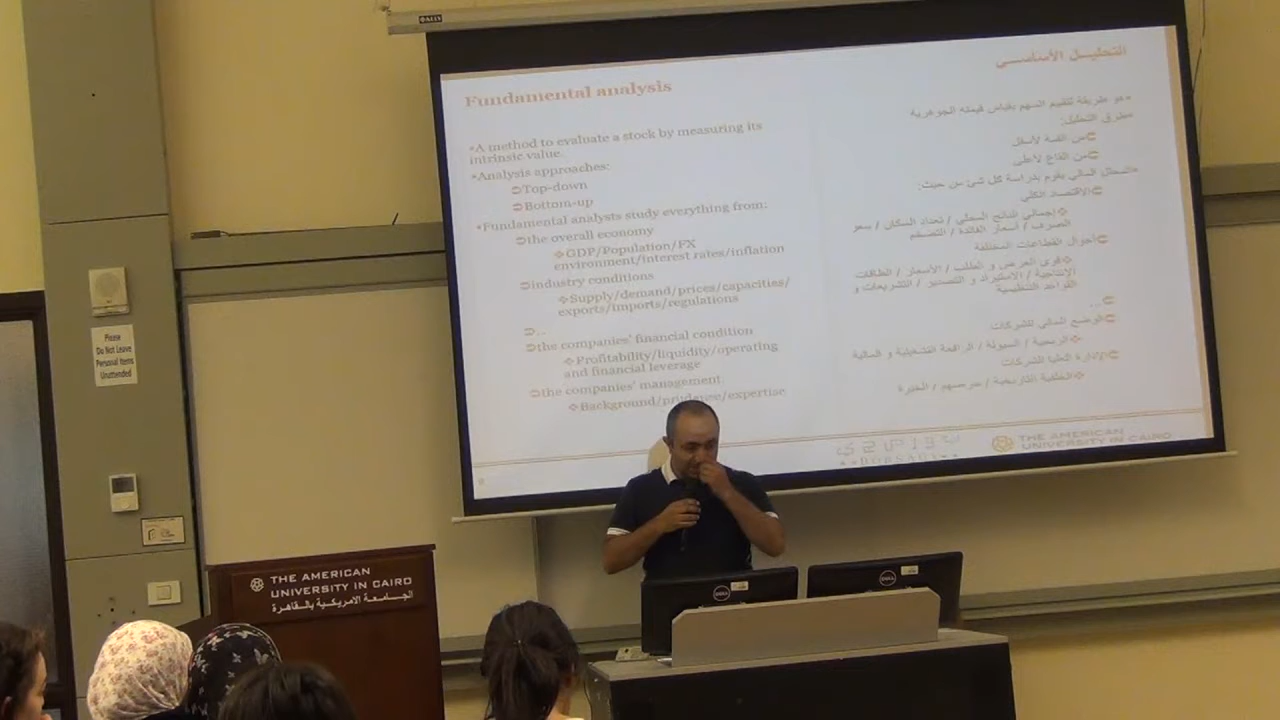 DALITE
Fundamental analysis
•A method to evaluate a stock by measuring its
intrinsic value.
•Analysis approaches:
Top-down
Bottom-up
•Fundamental analysts study everything from:
the overall economy
GDP/Population/FX
environment/interest rates/inflation
industry conditions
Supply/demand/prices/capacities/
exports/imports/regulations
...
the companies' financial condition
Profitability/liquidity/operating
and financial leverage
the companies' management.
Background/prudence/expertise
التحليل الأساسي
•هو طريقة لتقييم السهم بقياس قيمته الجوهرية
•طرق التحليل:
من القمة لأسفل
من القاع لأعلى
•المحلل المالي يقوم بدراسة كل شئ من حيث:
الاقتصاد الكلي
إجمالي الناتج المحلي / تعداد السكان / سعر
الصرف / أسعار الفائدة / التضخم
أحوال القطاعات المختلفة
قوى العرض و الطلب / الأسعار / الطاقات
الإنتاجية / الاستيراد و التصدير / التشريعات و
القواعد التنظيمية
...
الوضع المالي للشركات
الربحية / السيولة / الرافعة التشغيلية و المالية
الإدارة العليا للشركات
الخلفية التاريخية / حرصهم / الخبرة
THE AMERICAN
UNIVERSITY IN CAIRO
Please
Do Not Leave
Personal Items
Unattended
THE AMERICAN
UNIVERSITY IN CAIRO
الجامعة الامريكية بالقاهرة
DELL
DELL